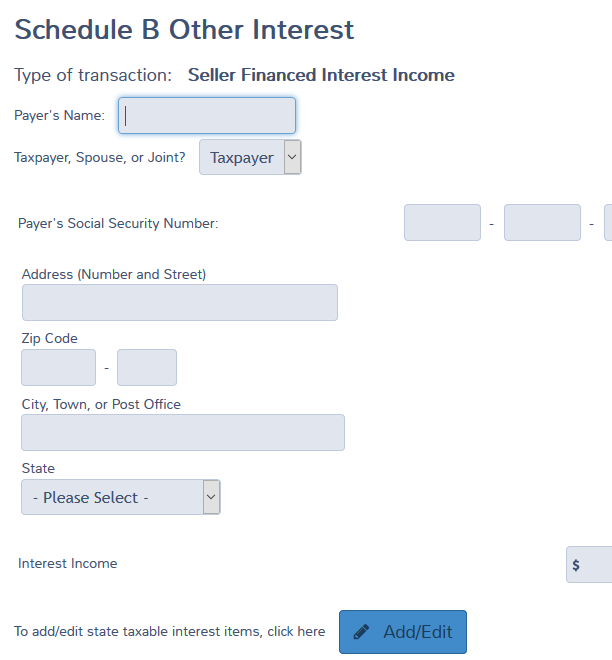 Schedule B Other Interest
Type of transaction: Seller Financed Interest Income
Payer's Name:
Taxpayer, Spouse, or Joint? Taxpayer
Payer's Social Security Number: - -
Address (Number and Street)
Zip Code
-
City, Town, or Post Office
State
- Please Select -
Interest Income $
To add/edit state taxable interest items, click here Add/Edit